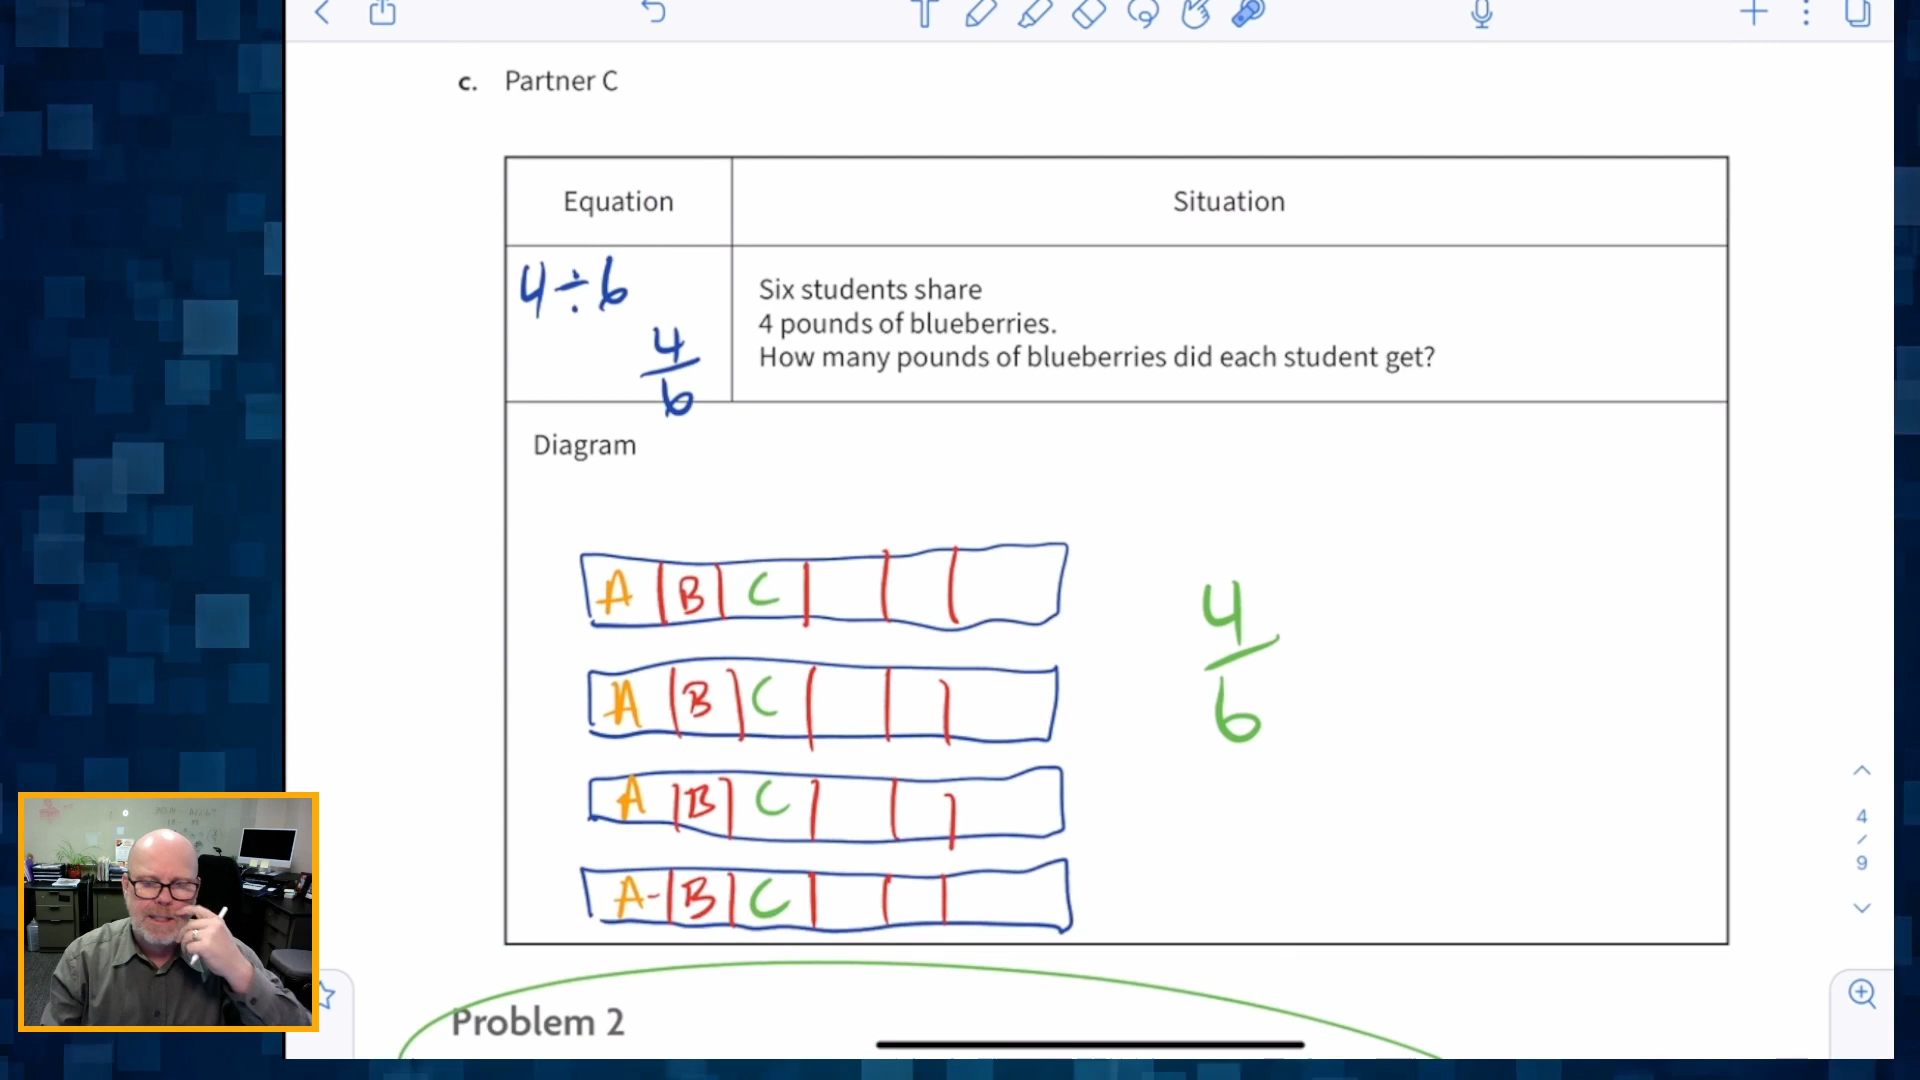 c. Partner C
Equation
Situation
4÷6
4/6
Six students share
4 pounds of blueberries.
How many pounds of blueberries did each student get?
Diagram
A B C
A B C
A B C
A B C
4/6
4
/
9
Problem 2